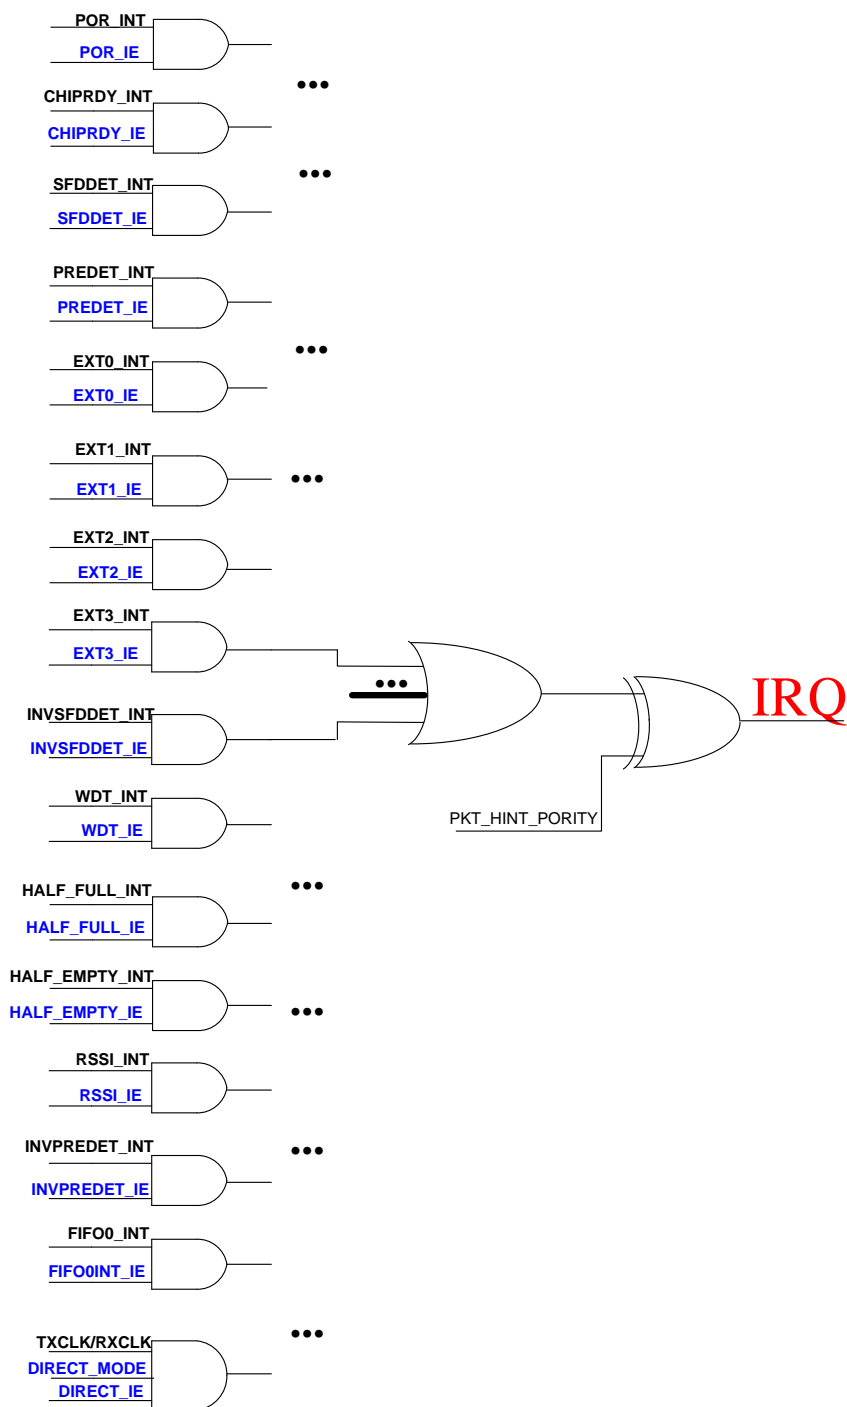 POR_INT
POR_IE
CHIPRDY_INT
CHIPRDY_IE
SFDDET_INT
SFDDET_IE
PREDET_INT
PREDET_IE
EXT0_INT
EXT0_IE
EXT1_INT
EXT1_IE
EXT2_INT
EXT2_IE
EXT3_INT
EXT3_IE
INVSFDDET_INT
INVSFDDET_IE
IRQ
WDT_INT
WDT_IE
PKT_HINT_PORITY
HALF_FULL_INT
HALF_FULL_IE
HALF_EMPTY_INT
HALF_EMPTY_IE
RSSI_INT
RSSI_IE
INVPREDET_INT
INVPREDET_IE
FIFO0_INT
FIFO0INT_IE
TXCLK/RXCLK
DIRECT_MODE
DIRECT_IE